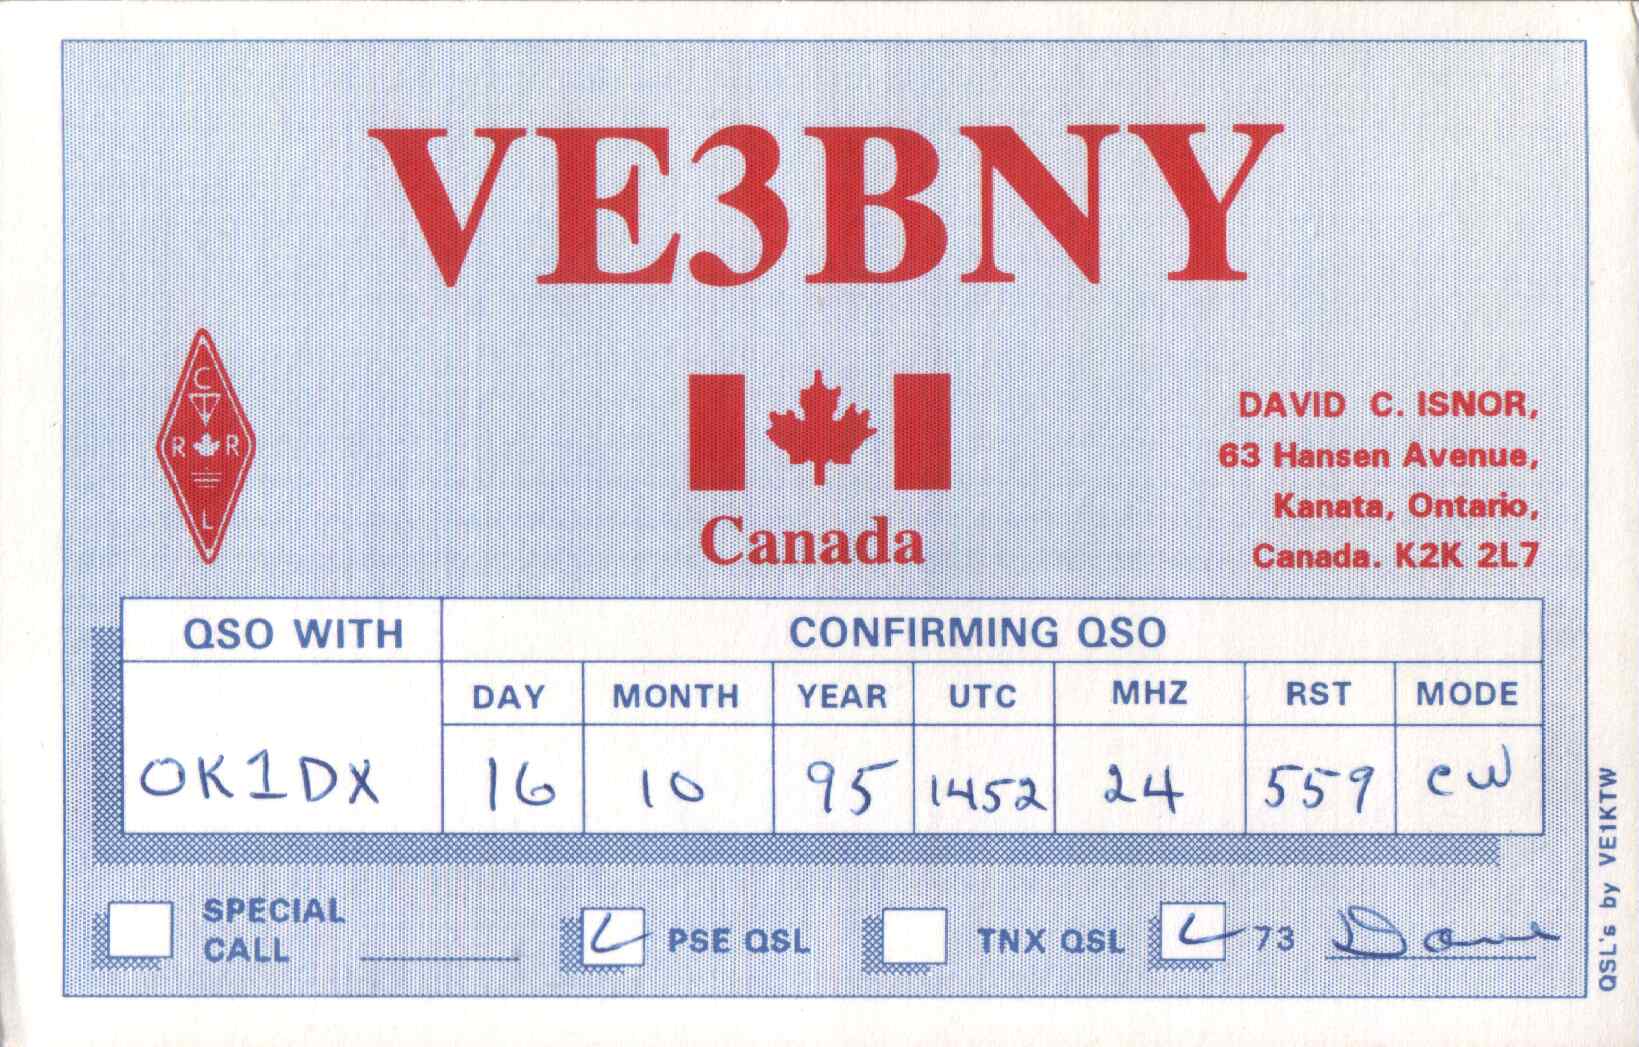 VE3BNY
C
R R
L
Canada
DAVID C. ISNOR,
63 Hansen Avenue,
Kanata, Ontario,
Canada. K2K 2L7
QSO WITH CONFIRMING QSO
DAY MONTH YEAR UTC MHZ RST MODE
OK1DX 16 10 95 1452 24 559 CW
SPECIAL
CALL
PSE QSL TNX QSL 73 Dave
QSL's by VE1KTW